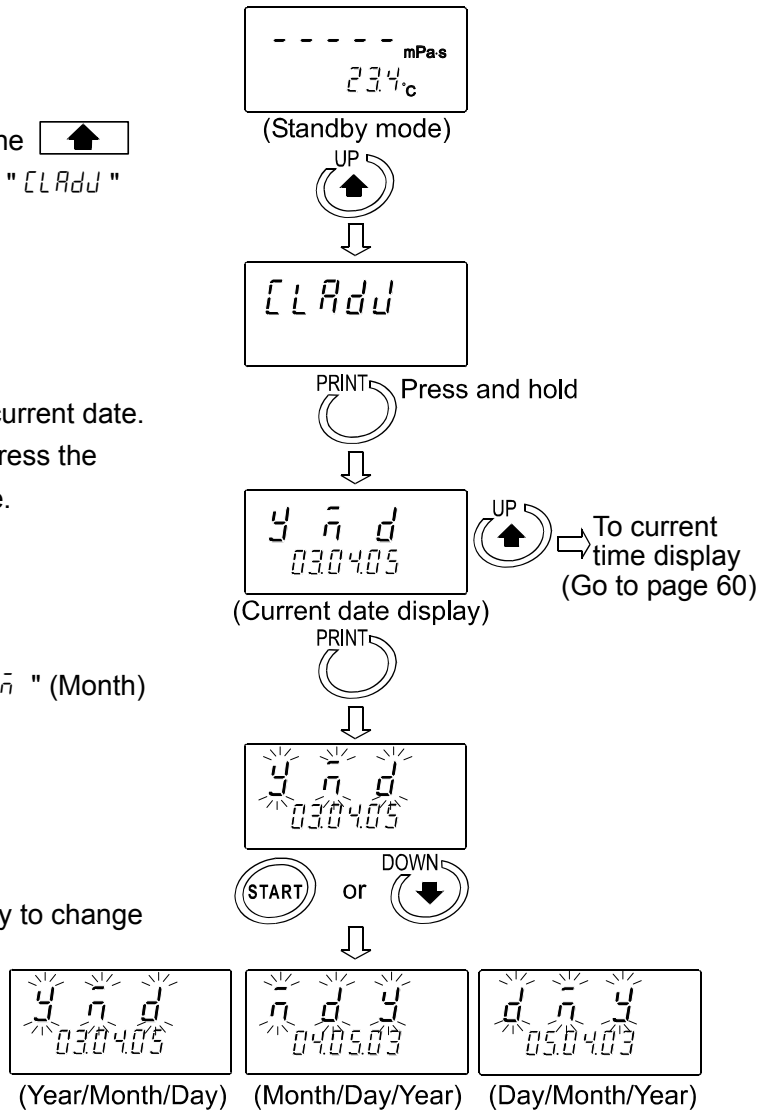 - - - - - mPa·s
23.4°C
(Standby mode)
ne
UP
" CLAdJ "
CLAdJ
PRINT Press and hold
current date.
ress the
e.
y n̄ d
03.04.05
UP
To current
time display
(Go to page 60)
(Current date display)
PRINT
n̄ " (Month)
y n̄ d
03.04.05
START or DOWN
y to change
y n̄ d n̄ d y d n̄ y
03.04.05 04.05.03 05.04.03
(Year/Month/Day) (Month/Day/Year) (Day/Month/Year)